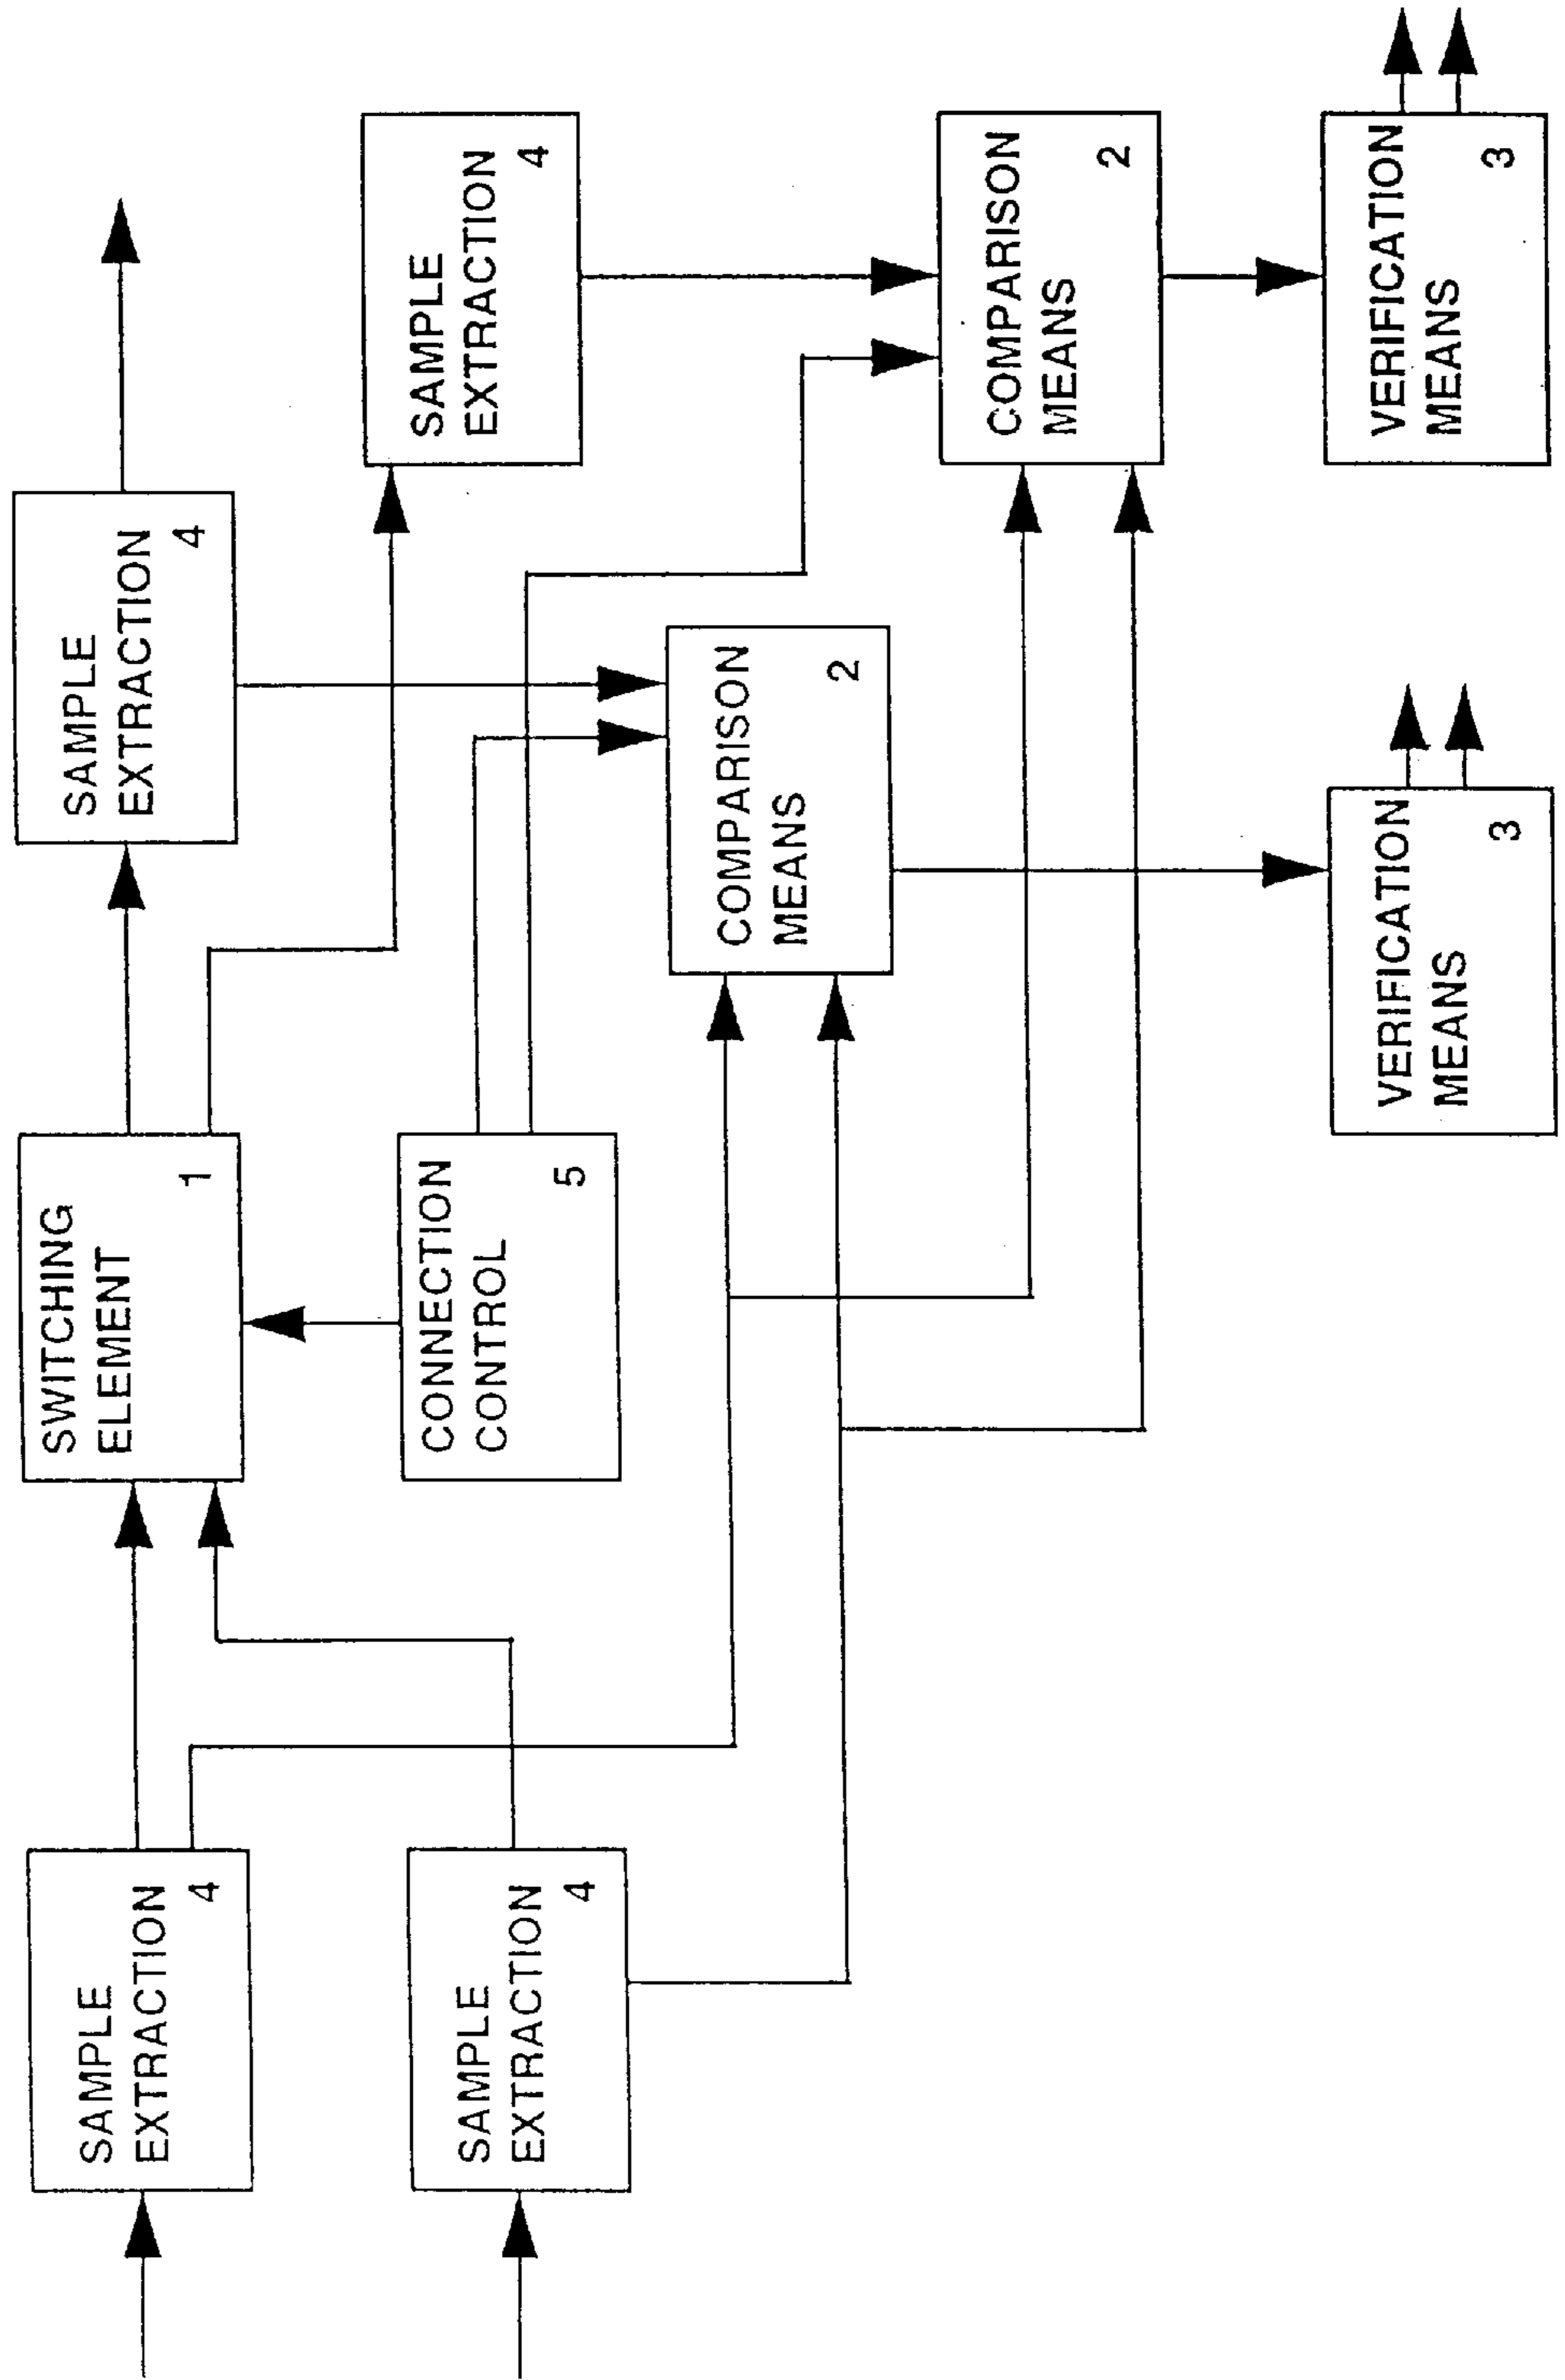 SAMPLE
EXTRACTION
4
SWITCHING
ELEMENT
1
SAMPLE
EXTRACTION
4
SAMPLE
EXTRACTION
4
CONNECTION
CONTROL
5
SAMPLE
EXTRACTION
4
COMPARISON
MEANS
2
COMPARISON
MEANS
2
VERIFICATION
MEANS
3
VERIFICATION
MEANS
3